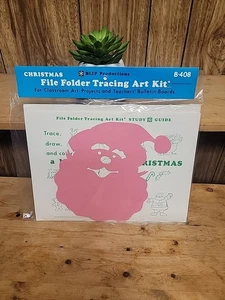 CHRISTMAS BLIP Productions B-408
File Folder Tracing Art Kit
For Classroom Art Projects and Teachers' Bulletin Boards
File Folder Tracing Art Kit STUDY GUIDE
Trace,
draw,
and
CHRISTMAS